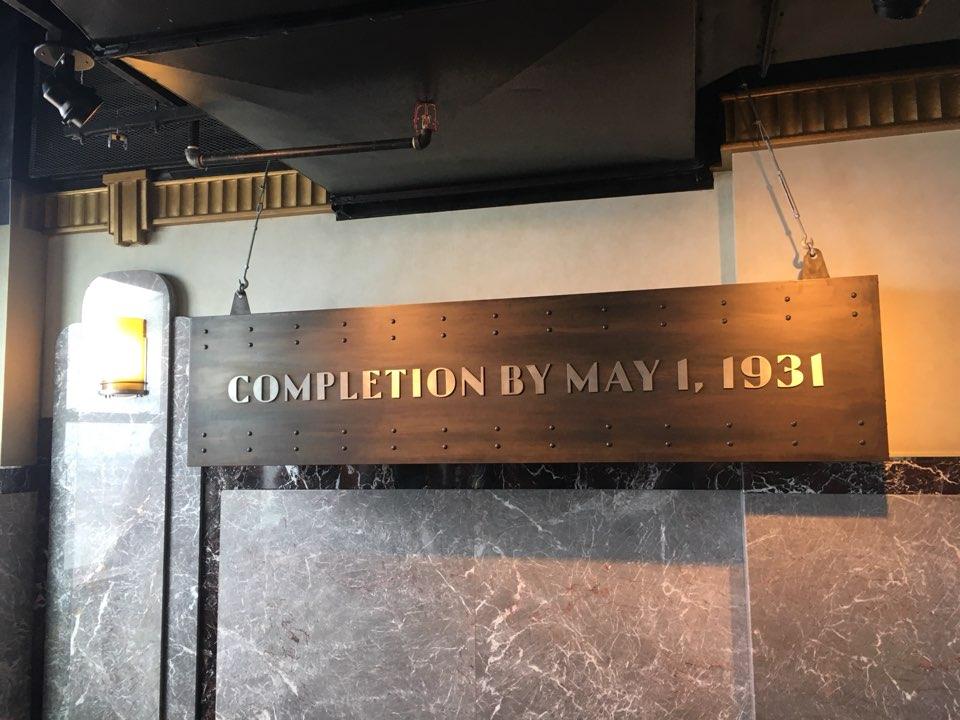 COMPLETION BY MAY 1, 1931